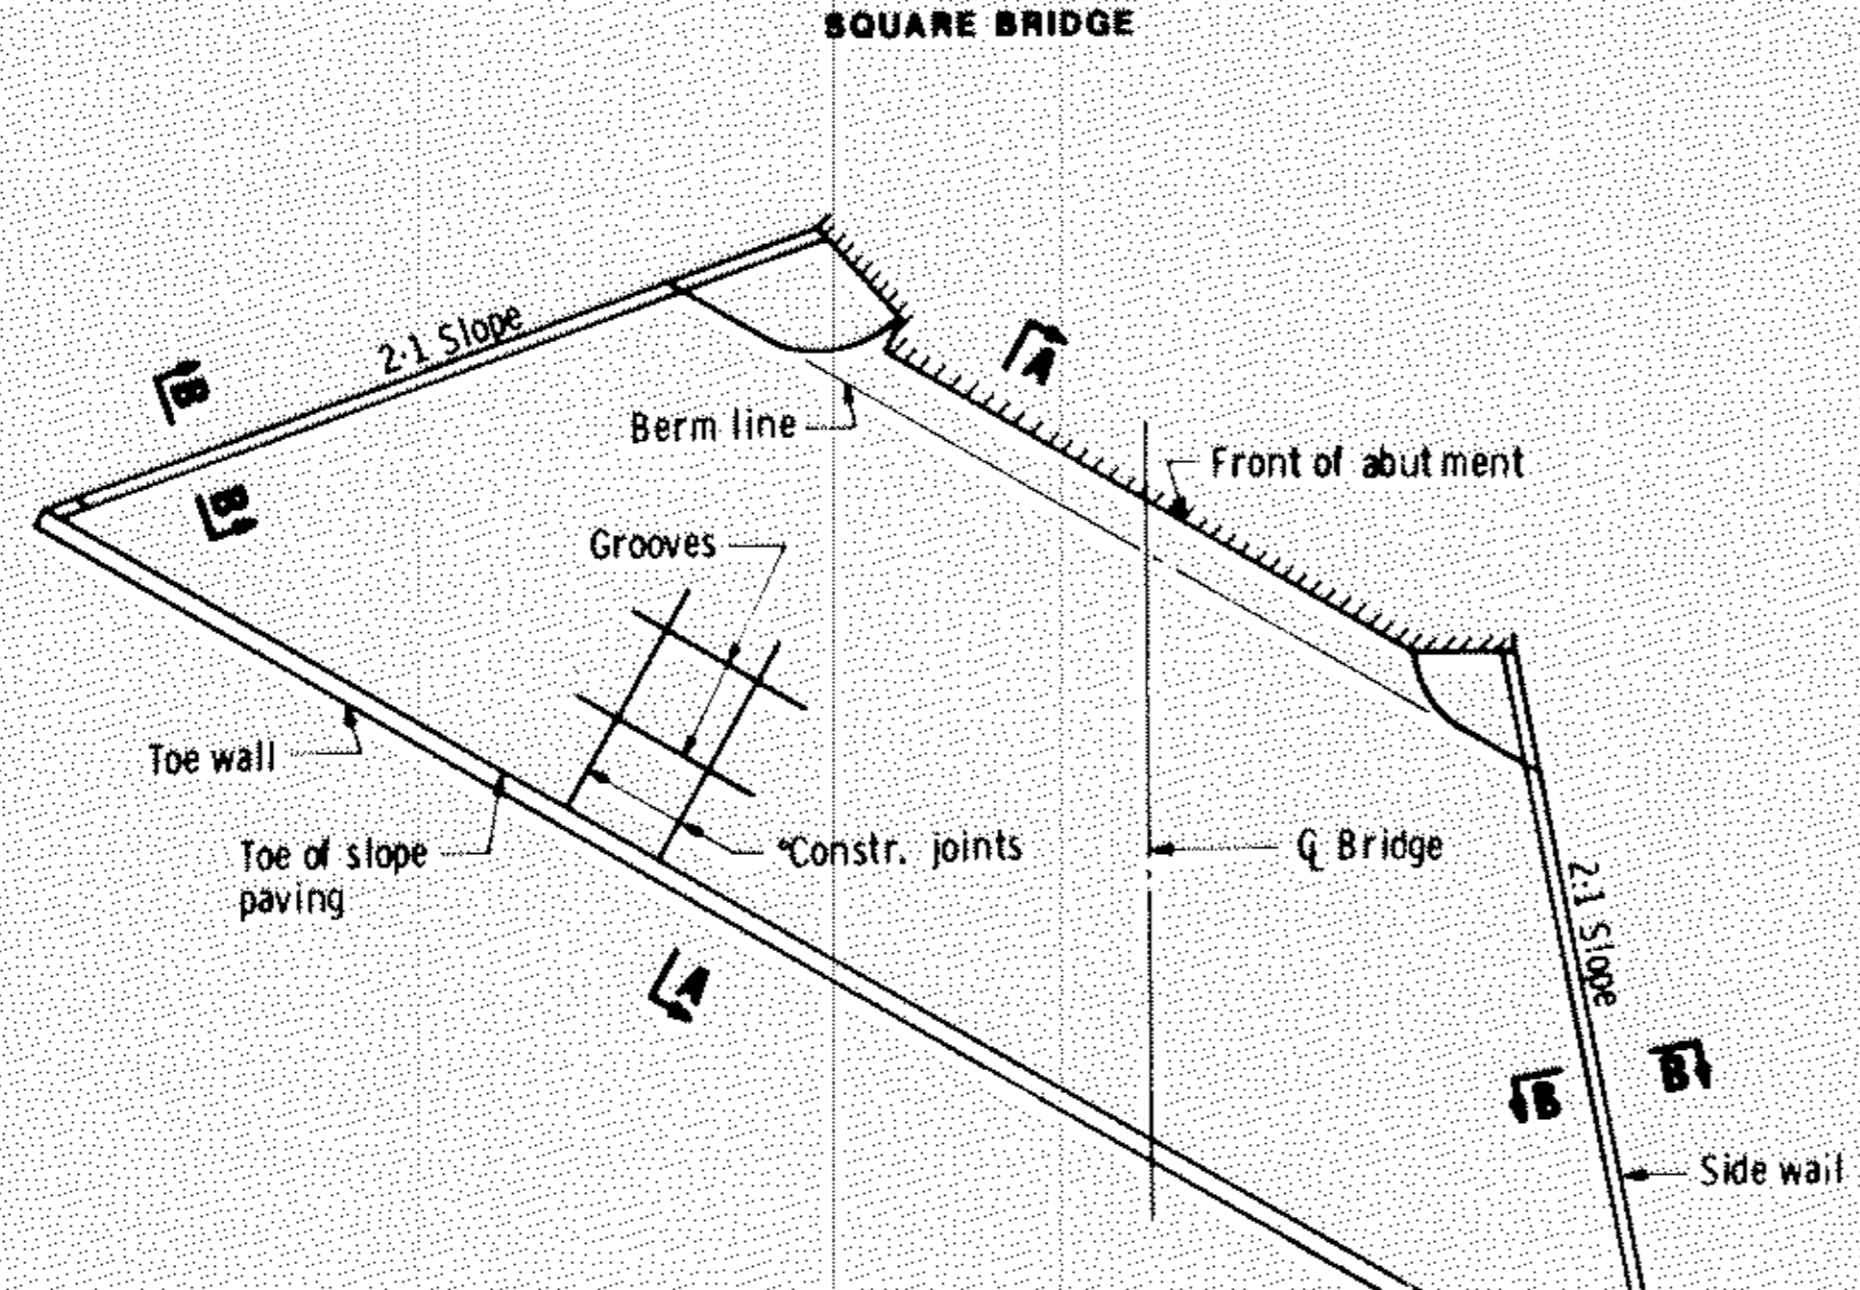 SQUARE BRIDGE
2:1 Slope
A
B
Berm line
Front of abutment
B
Grooves
Toe wall
Toe of slope
paving
*Constr. joints
℄ Bridge
2:1 Slope
A
B
B
Side wall